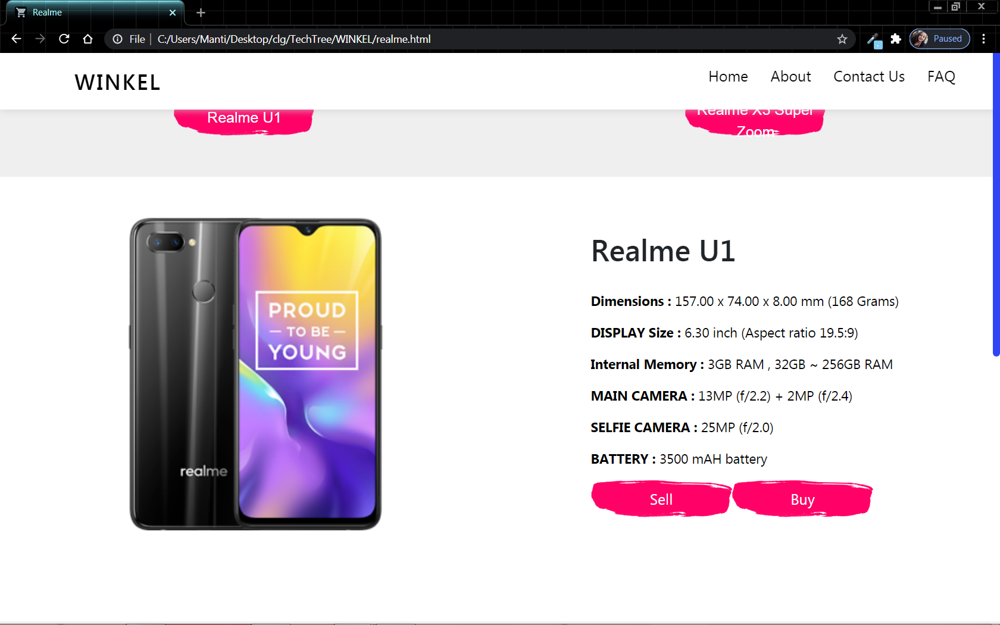 Realme
File
C:/Users/Manti/Desktop/clg/TechTree/WINKEL/realme.html
Paused
WINKEL
Home
About
Contact Us
FAQ
Realme U1
Realme X3 Super
Zoom
PROUD
— TO BE —
YOUNG
realme
Realme U1
Dimensions : 157.00 x 74.00 x 8.00 mm (168 Grams)
DISPLAY Size : 6.30 inch (Aspect ratio 19.5:9)
Internal Memory : 3GB RAM , 32GB ~ 256GB RAM
MAIN CAMERA : 13MP (f/2.2) + 2MP (f/2.4)
SELFIE CAMERA : 25MP (f/2.0)
BATTERY : 3500 mAH battery
Sell
Buy